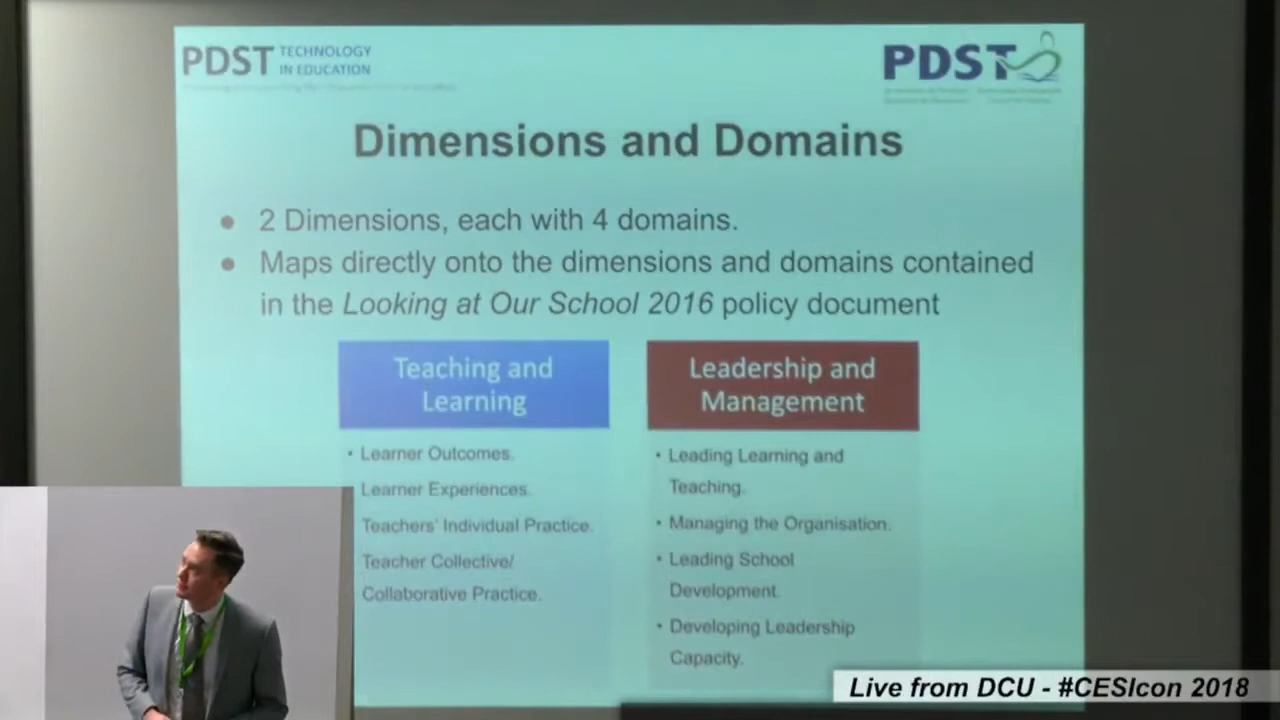 PDST TECHNOLOGY
IN EDUCATION
PDST
Dimensions and Domains
● 2 Dimensions, each with 4 domains.
● Maps directly onto the dimensions and domains contained
in the Looking at Our School 2016 policy document
Teaching and
Learning
• Learner Outcomes.
Learner Experiences.
Teachers' Individual Practice.
Teacher Collective/
Collaborative Practice.
Leadership and
Management
• Leading Learning and
Teaching.
• Managing the Organisation.
• Leading School
Development.
• Developing Leadership
Capacity.
Live from DCU - #CESIcon 2018